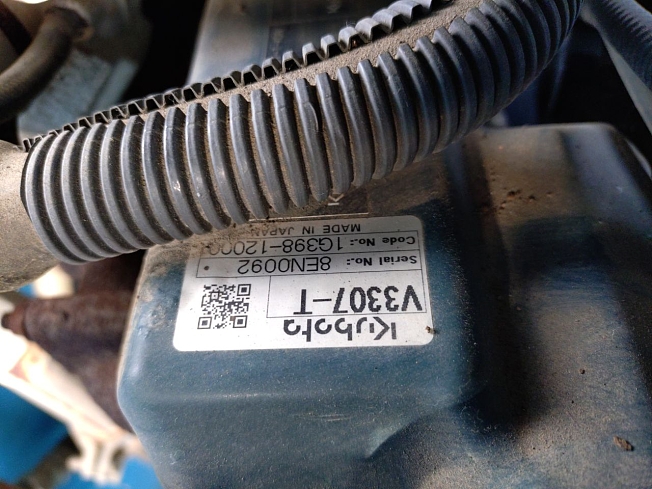 Kubota
V3307-T
Serial No.: 8EN0092
Code No.: 1G398-12000
MADE IN JAPAN